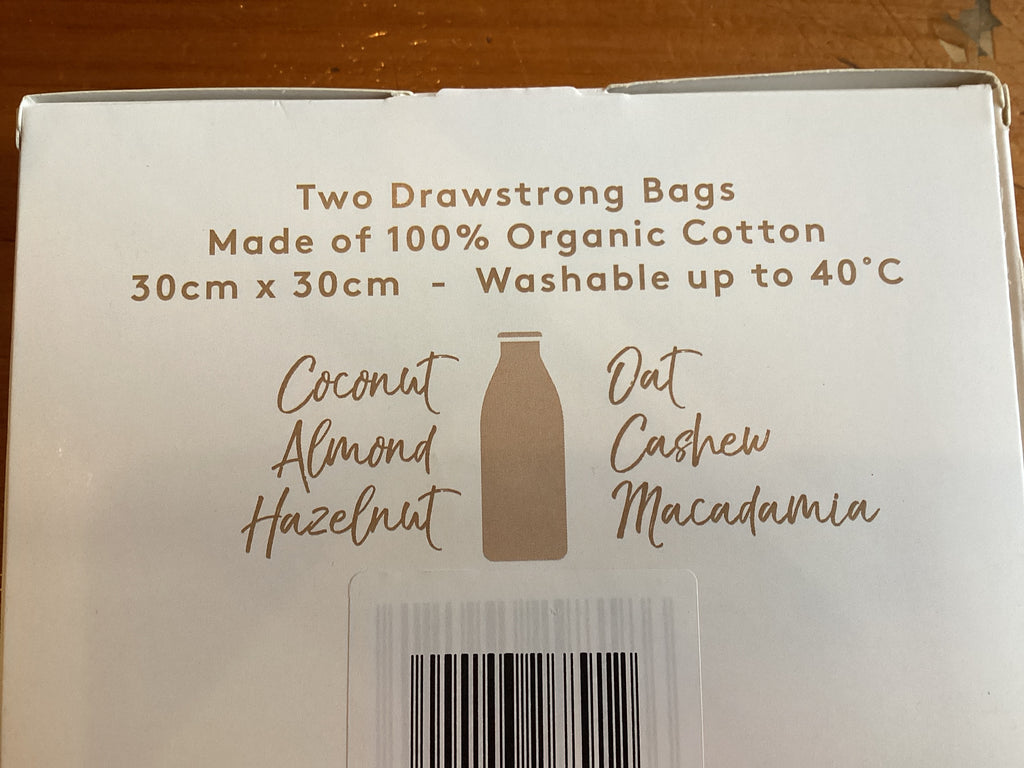 Two Drawstrong Bags
Made of 100% Organic Cotton
30cm x 30cm - Washable up to 40°C
Coconut
Almond
Hazelnut
Oat
Cashew
Macadamia